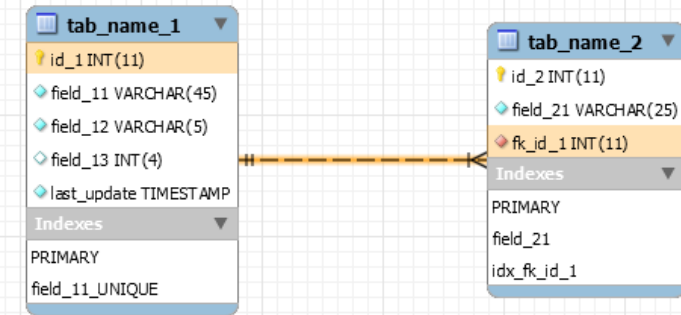 tab_name_1
id_1 INT(11)
field_11 VARCHAR(45)
field_12 VARCHAR(5)
field_13 INT(4)
last_update TIMESTAMP
Indexes
PRIMARY
field_11_UNIQUE
tab_name_2
id_2 INT(11)
field_21 VARCHAR(25)
fk_id_1 INT(11)
Indexes
PRIMARY
field_21
idx_fk_id_1